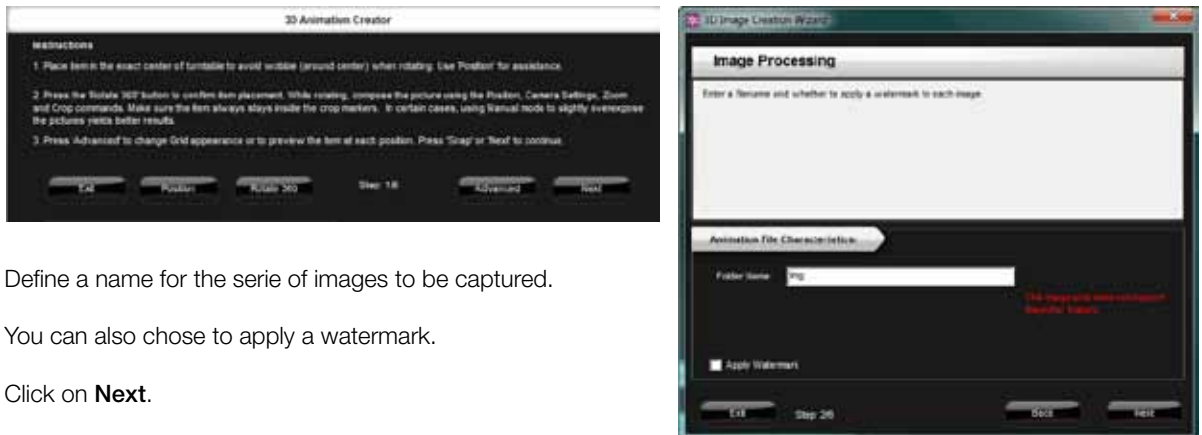 3D Animation Creator
Instructions
1. Place item in the exact center of turntable to avoid wobble (around center) when rotating. Use 'Position' for assistance.
2. Press the 'Rotate 360' button to confirm item placement. While rotating, compose the picture using the Position, Camera Settings, Zoom
and Crop commands. Make sure the item always stays inside the crop markers. In certain cases, using Manual mode to slightly overexpose
the pictures yields better results.
3. Press 'Advanced' to change Grid appearance or to preview the item at each position. Press 'Snap' or 'Next' to continue.
Exit Position Rotate 360 Step: 1/6 Advanced Next
Define a name for the serie of images to be captured.
You can also chose to apply a watermark.
Click on Next.
3D Image Creation Wizard
Image Processing
Enter a filename and whether to apply a watermark to each image.
Animation File Characteristics:
Folder Name Img
Apply Watermark
Exit Step: 2/6 Back Next